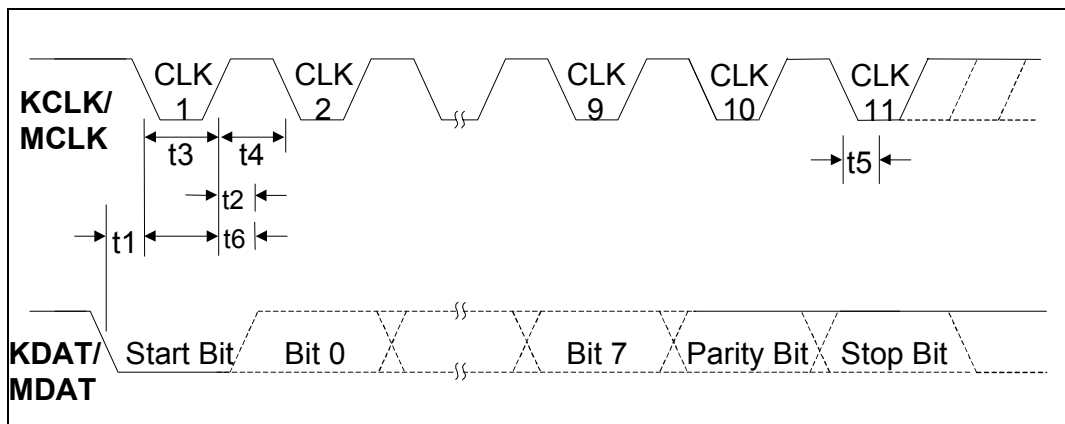 KCLK/
MCLK
CLK
1
CLK
2
CLK
9
CLK
10
CLK
11
t3
t4
t5
t2
t1
t6
KDAT/
MDAT
Start Bit
Bit 0
Bit 7
Parity Bit
Stop Bit